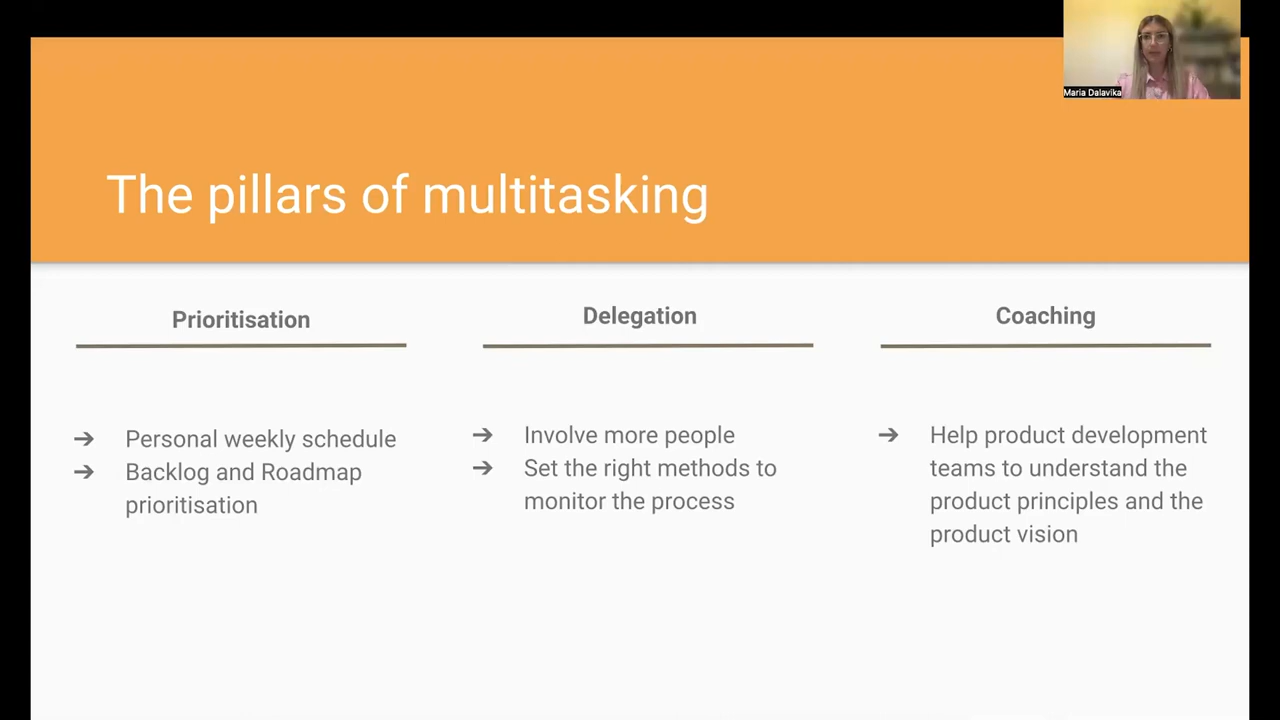 Maria Dalavika
The pillars of multitasking
Prioritisation
➔ Personal weekly schedule
➔ Backlog and Roadmap
prioritisation
Delegation
➔ Involve more people
➔ Set the right methods to
monitor the process
Coaching
➔ Help product development
teams to understand the
product principles and the
product vision